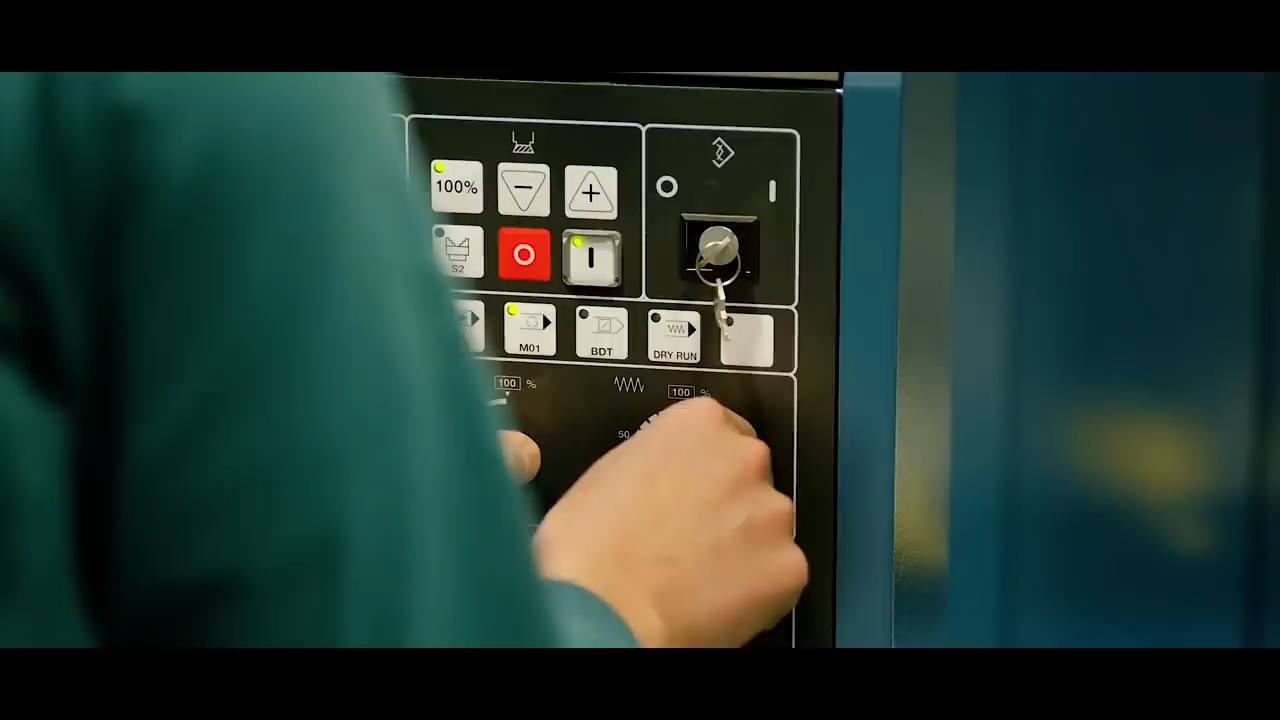 100% − +
S2 O I
O I
M01 BDT DRY RUN
100 % 100 %
50